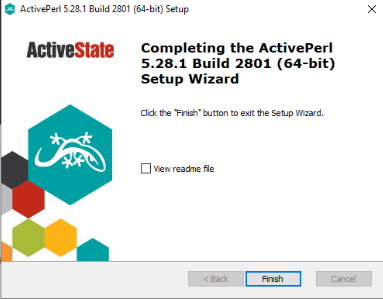 ActivePerl 5.28.1 Build 2801 (64-bit) Setup
ActiveState
Completing the ActivePerl
5.28.1 Build 2801 (64-bit)
Setup Wizard
Click the "Finish" button to exit the Setup Wizard.
View readme file
< Back
Finish
Cancel